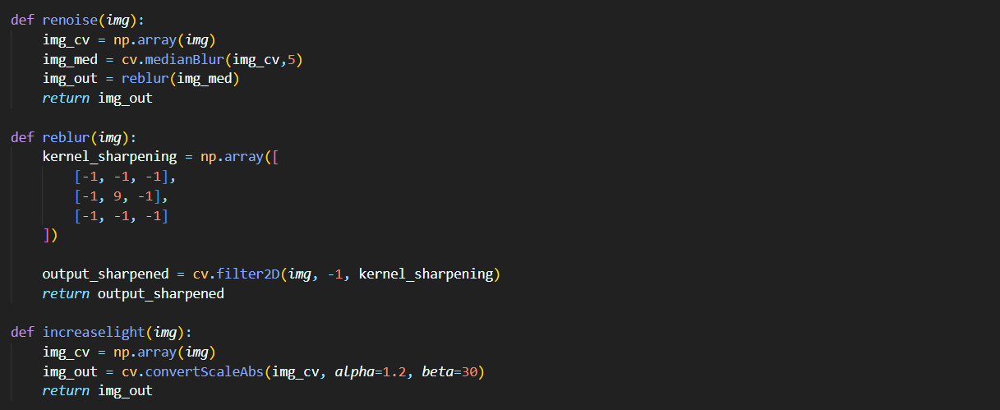 def renoise(img):
    img_cv = np.array(img)
    img_med = cv.medianBlur(img_cv,5)
    img_out = reblur(img_med)
    return img_out

def reblur(img):
    kernel_sharpening = np.array([
        [-1, -1, -1],
        [-1, 9, -1],
        [-1, -1, -1]
    ])

    output_sharpened = cv.filter2D(img, -1, kernel_sharpening)
    return output_sharpened

def increaselight(img):
    img_cv = np.array(img)
    img_out = cv.convertScaleAbs(img_cv, alpha=1.2, beta=30)
    return img_out